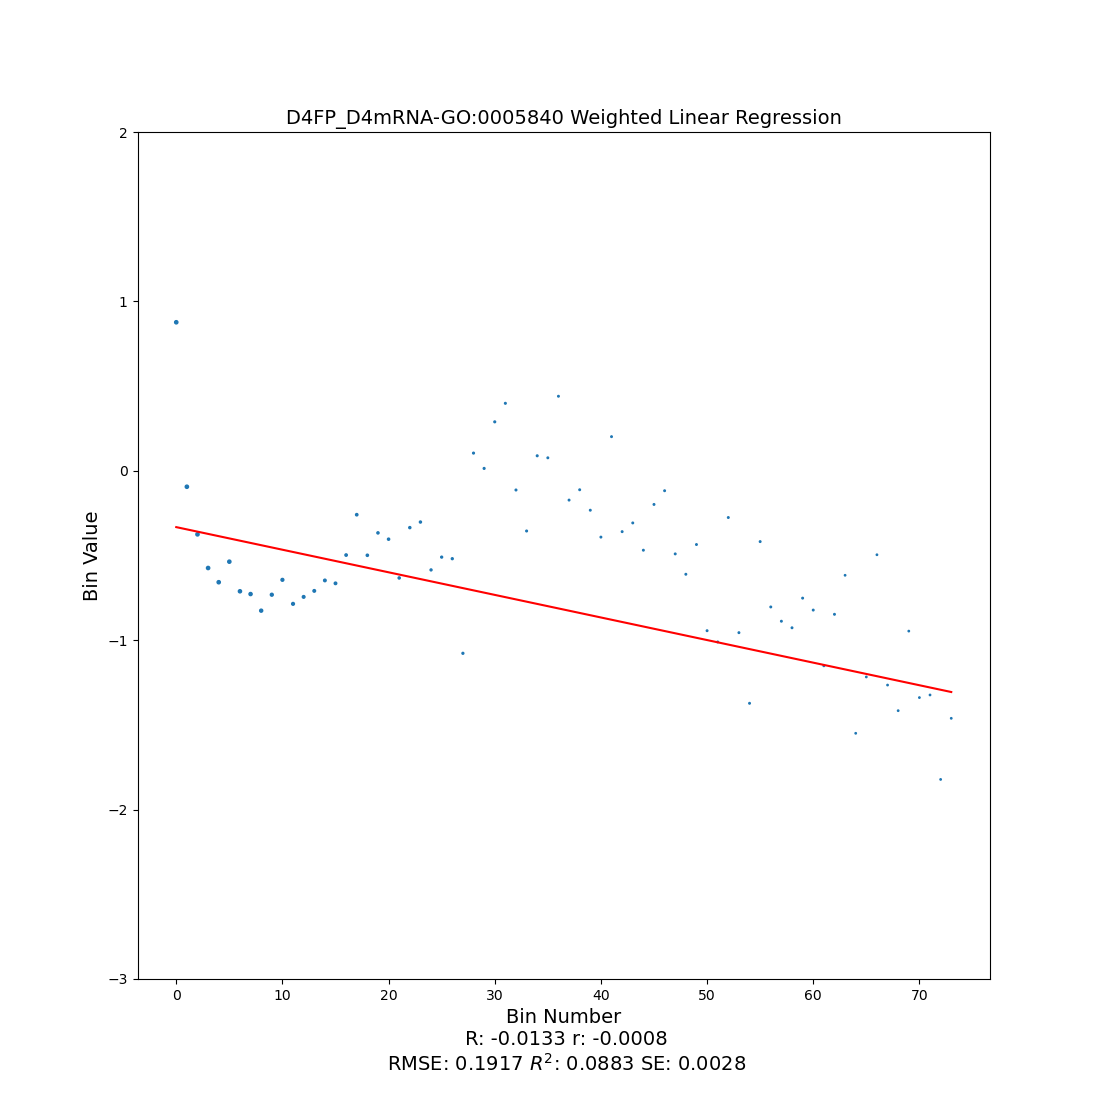 D4FP_D4mRNA-GO:0005840 Weighted Linear Regression
2
1
0
−1
−2
−3
Bin Value
0 10 20 30 40 50 60 70
Bin Number
R: -0.0133 r: -0.0008
RMSE: 0.1917 R²: 0.0883 SE: 0.0028